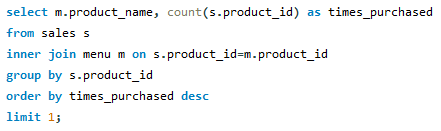 select m.product_name, count(s.product_id) as times_purchased
from sales s
inner join menu m on s.product_id=m.product_id
group by s.product_id
order by times_purchased desc
limit 1;